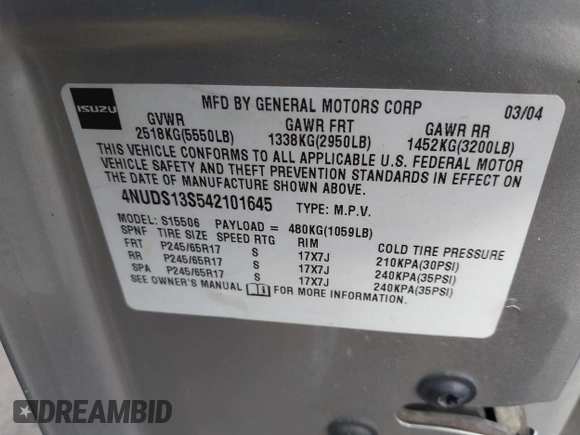 ISUZU
MFD BY GENERAL MOTORS CORP 03/04
GVWR GAWR FRT GAWR RR
2518KG(5550LB) 1338KG(2950LB) 1452KG(3200LB)
THIS VEHICLE CONFORMS TO ALL APPLICABLE U.S. FEDERAL MOTOR
VEHICLE SAFETY AND THEFT PREVENTION STANDARDS IN EFFECT ON
THE DATE OF MANUFACTURE SHOWN ABOVE.
4NUDS13S542101645 TYPE: M.P.V.
MODEL: S15506 PAYLOAD = 480KG(1059LB)
SPNF TIRE SIZE SPEED RTG RIM COLD TIRE PRESSURE
FRT P245/65R17 S 17X7J 210KPA(30PSI)
RR P245/65R17 S 17X7J 240KPA(35PSI)
SPA P245/65R17 S 17X7J 240KPA(35PSI)
SEE OWNER'S MANUAL FOR MORE INFORMATION.
DREAMBID